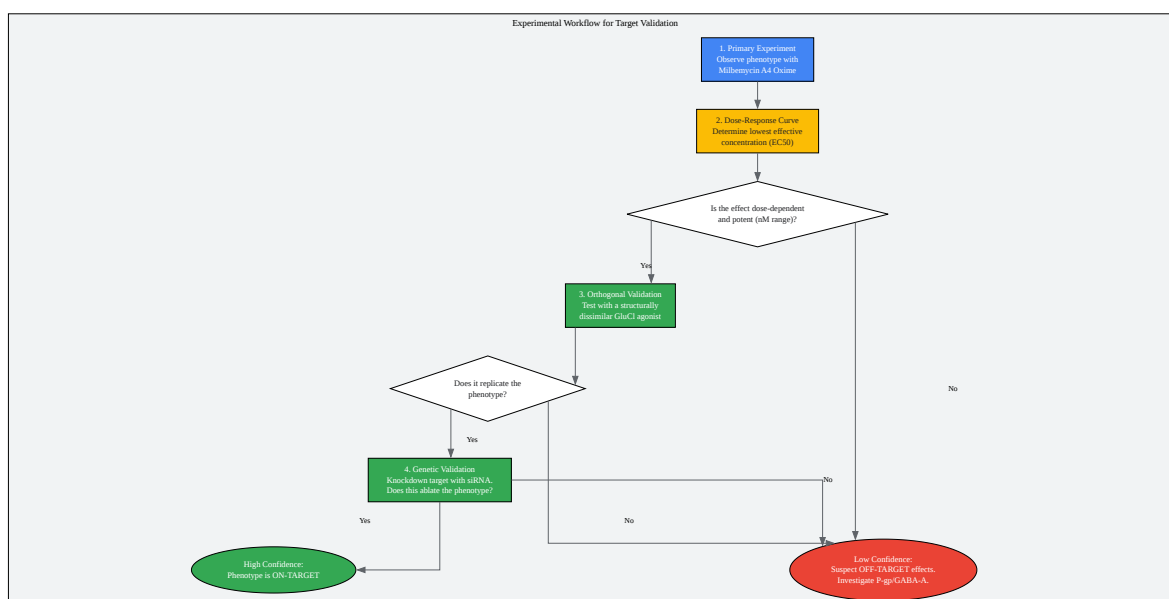 Experimental Workflow for Target Validation
1. Primary Experiment
Observe phenotype with
Milbemycin A4 Oxime
2. Dose-Response Curve
Determine lowest effective
concentration (EC50)
Is the effect dose-dependent
and potent (nM range)?
Yes
3. Orthogonal Validation
Test with a structurally
dissimilar GluCl agonist
Does it replicate the
phenotype?
No
Yes
4. Genetic Validation
Knockdown target with siRNA.
Does this ablate the phenotype?
No
Yes
No
High Confidence:
Phenotype is ON-TARGET
Low Confidence:
Suspect OFF-TARGET effects.
Investigate P-gp/GABA-A.